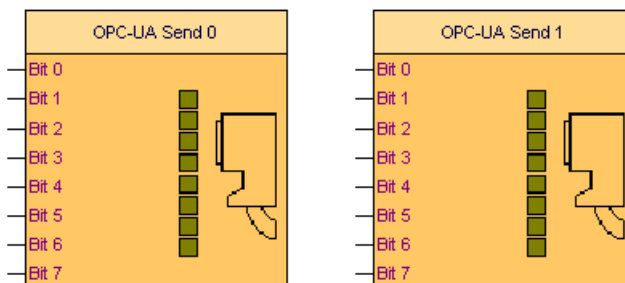 OPC-UA Send 0
Bit 0
Bit 1
Bit 2
Bit 3
Bit 4
Bit 5
Bit 6
Bit 7
OPC-UA Send 1
Bit 0
Bit 1
Bit 2
Bit 3
Bit 4
Bit 5
Bit 6
Bit 7